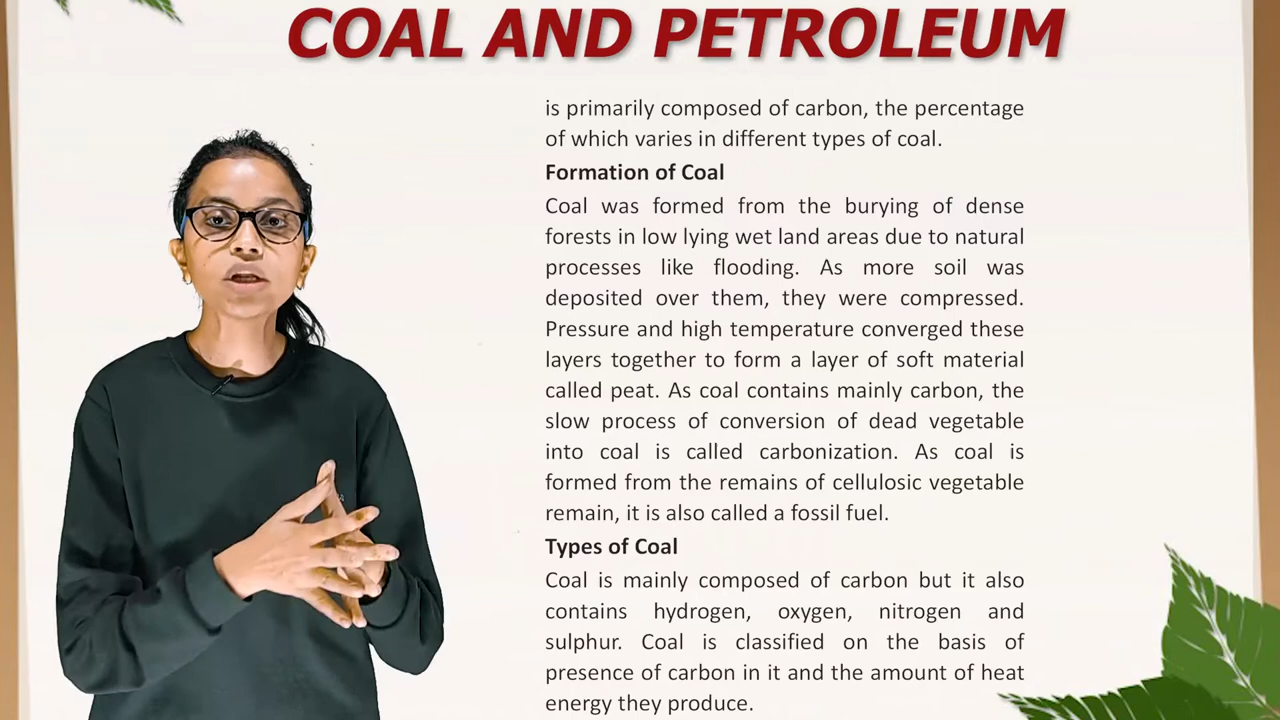 COAL AND PETROLEUM
is primarily composed of carbon, the percentage
of which varies in different types of coal.
Formation of Coal
Coal was formed from the burying of dense
forests in low lying wet land areas due to natural
processes like flooding. As more soil was
deposited over them, they were compressed.
Pressure and high temperature converged these
layers together to form a layer of soft material
called peat. As coal contains mainly carbon, the
slow process of conversion of dead vegetable
into coal is called carbonization. As coal is
formed from the remains of cellulosic vegetable
remain, it is also called a fossil fuel.
Types of Coal
Coal is mainly composed of carbon but it also
contains hydrogen, oxygen, nitrogen and
sulphur. Coal is classified on the basis of
presence of carbon in it and the amount of heat
energy they produce.